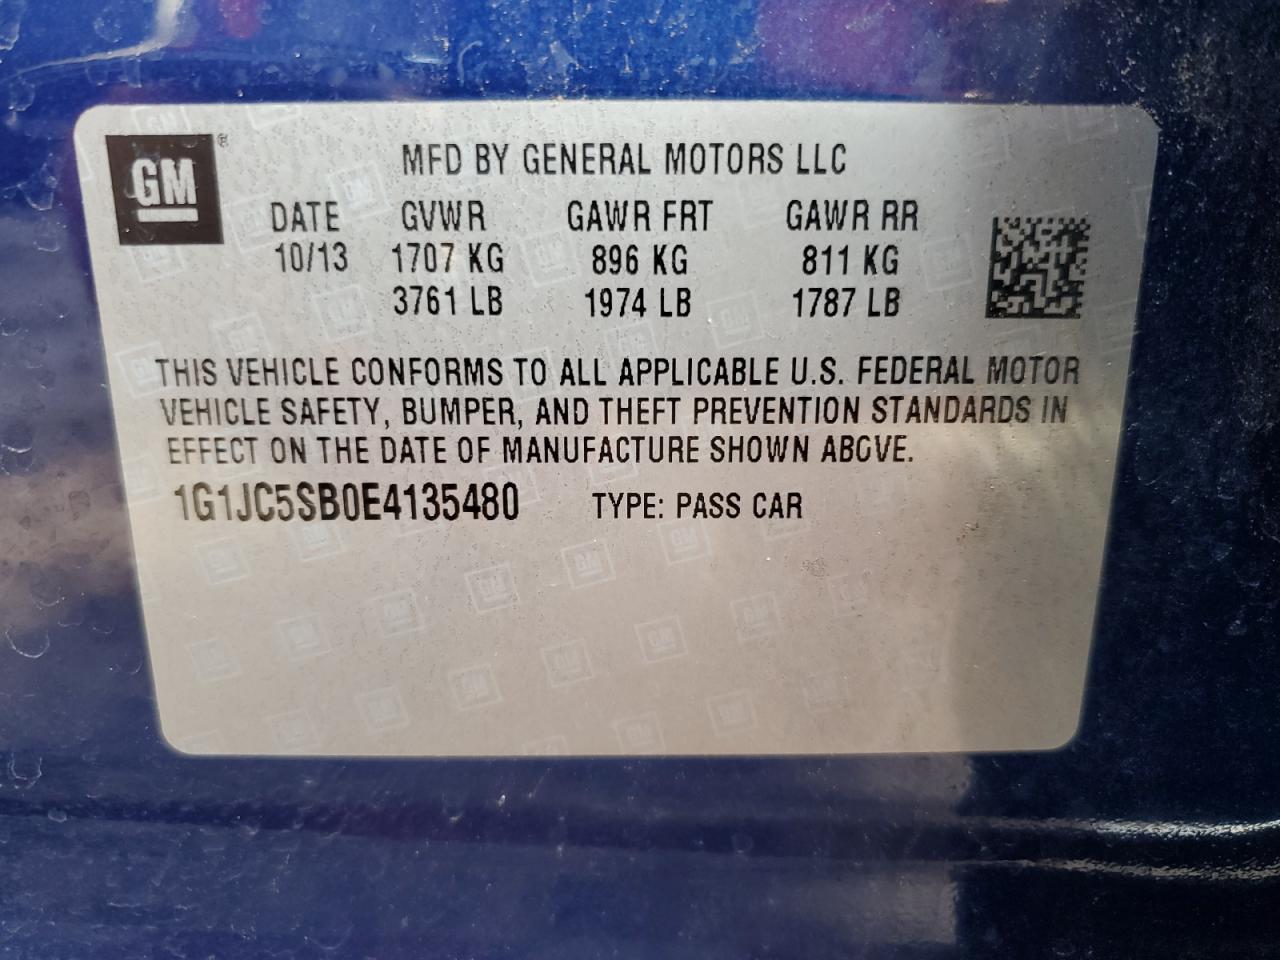 GM®
MFD BY GENERAL MOTORS LLC
DATE GVWR GAWR FRT GAWR RR
10/13 1707 KG 896 KG 811 KG
3761 LB 1974 LB 1787 LB
THIS VEHICLE CONFORMS TO ALL APPLICABLE U.S. FEDERAL MOTOR
VEHICLE SAFETY, BUMPER, AND THEFT PREVENTION STANDARDS IN
EFFECT ON THE DATE OF MANUFACTURE SHOWN ABOVE.
1G1JC5SB0E4135480 TYPE: PASS CAR